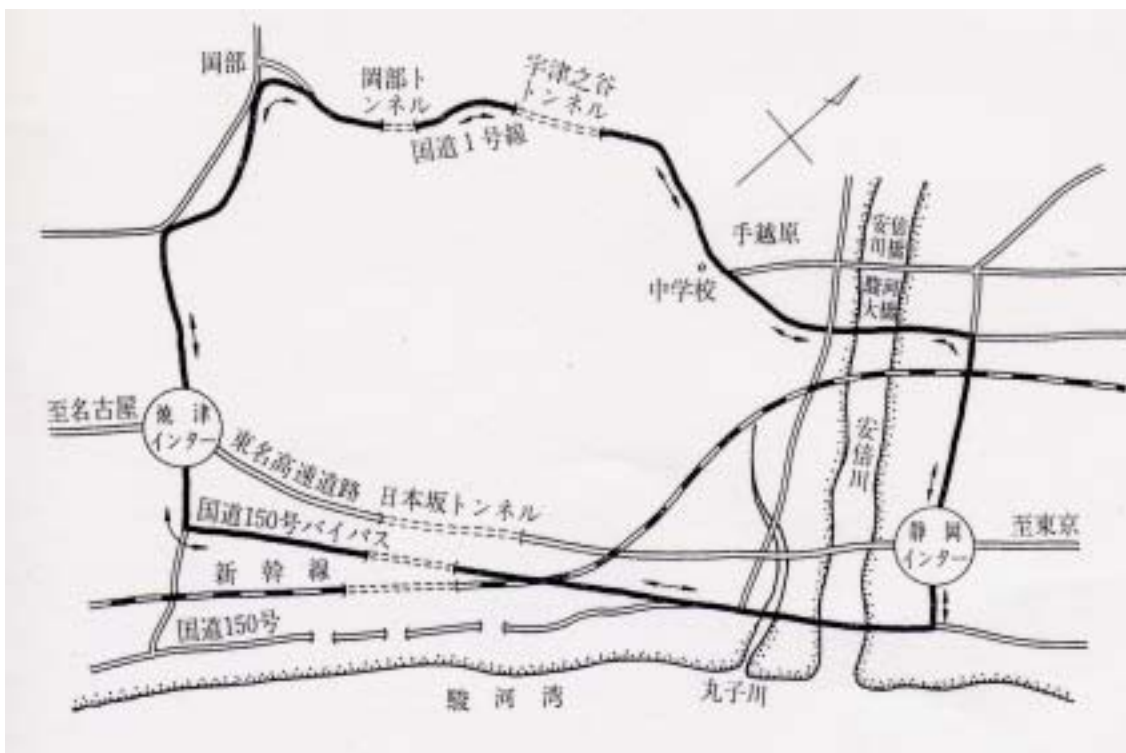 岡部
岡部ト
ンネル
宇津之谷
トンネル
国道1号線
手越原
中学校
安倍
川橋
駿河
大橋
至名古屋
焼津
インター
東名高速道路
日本坂トンネル
国道150号バイパス
安倍川
静岡
インター
至東京
新幹線
国道150号
駿河湾
丸子川